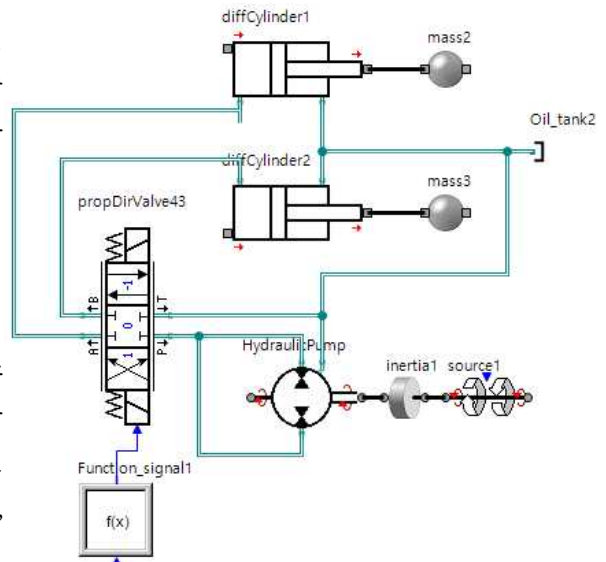 diffCylinder1
mass2
Oil_tank2
diffCylinder2
mass3
propDirValve43
-1
B
T
0
A
P
1
HydraulicPump
inertia1
source1
Function_signal1
f(x)